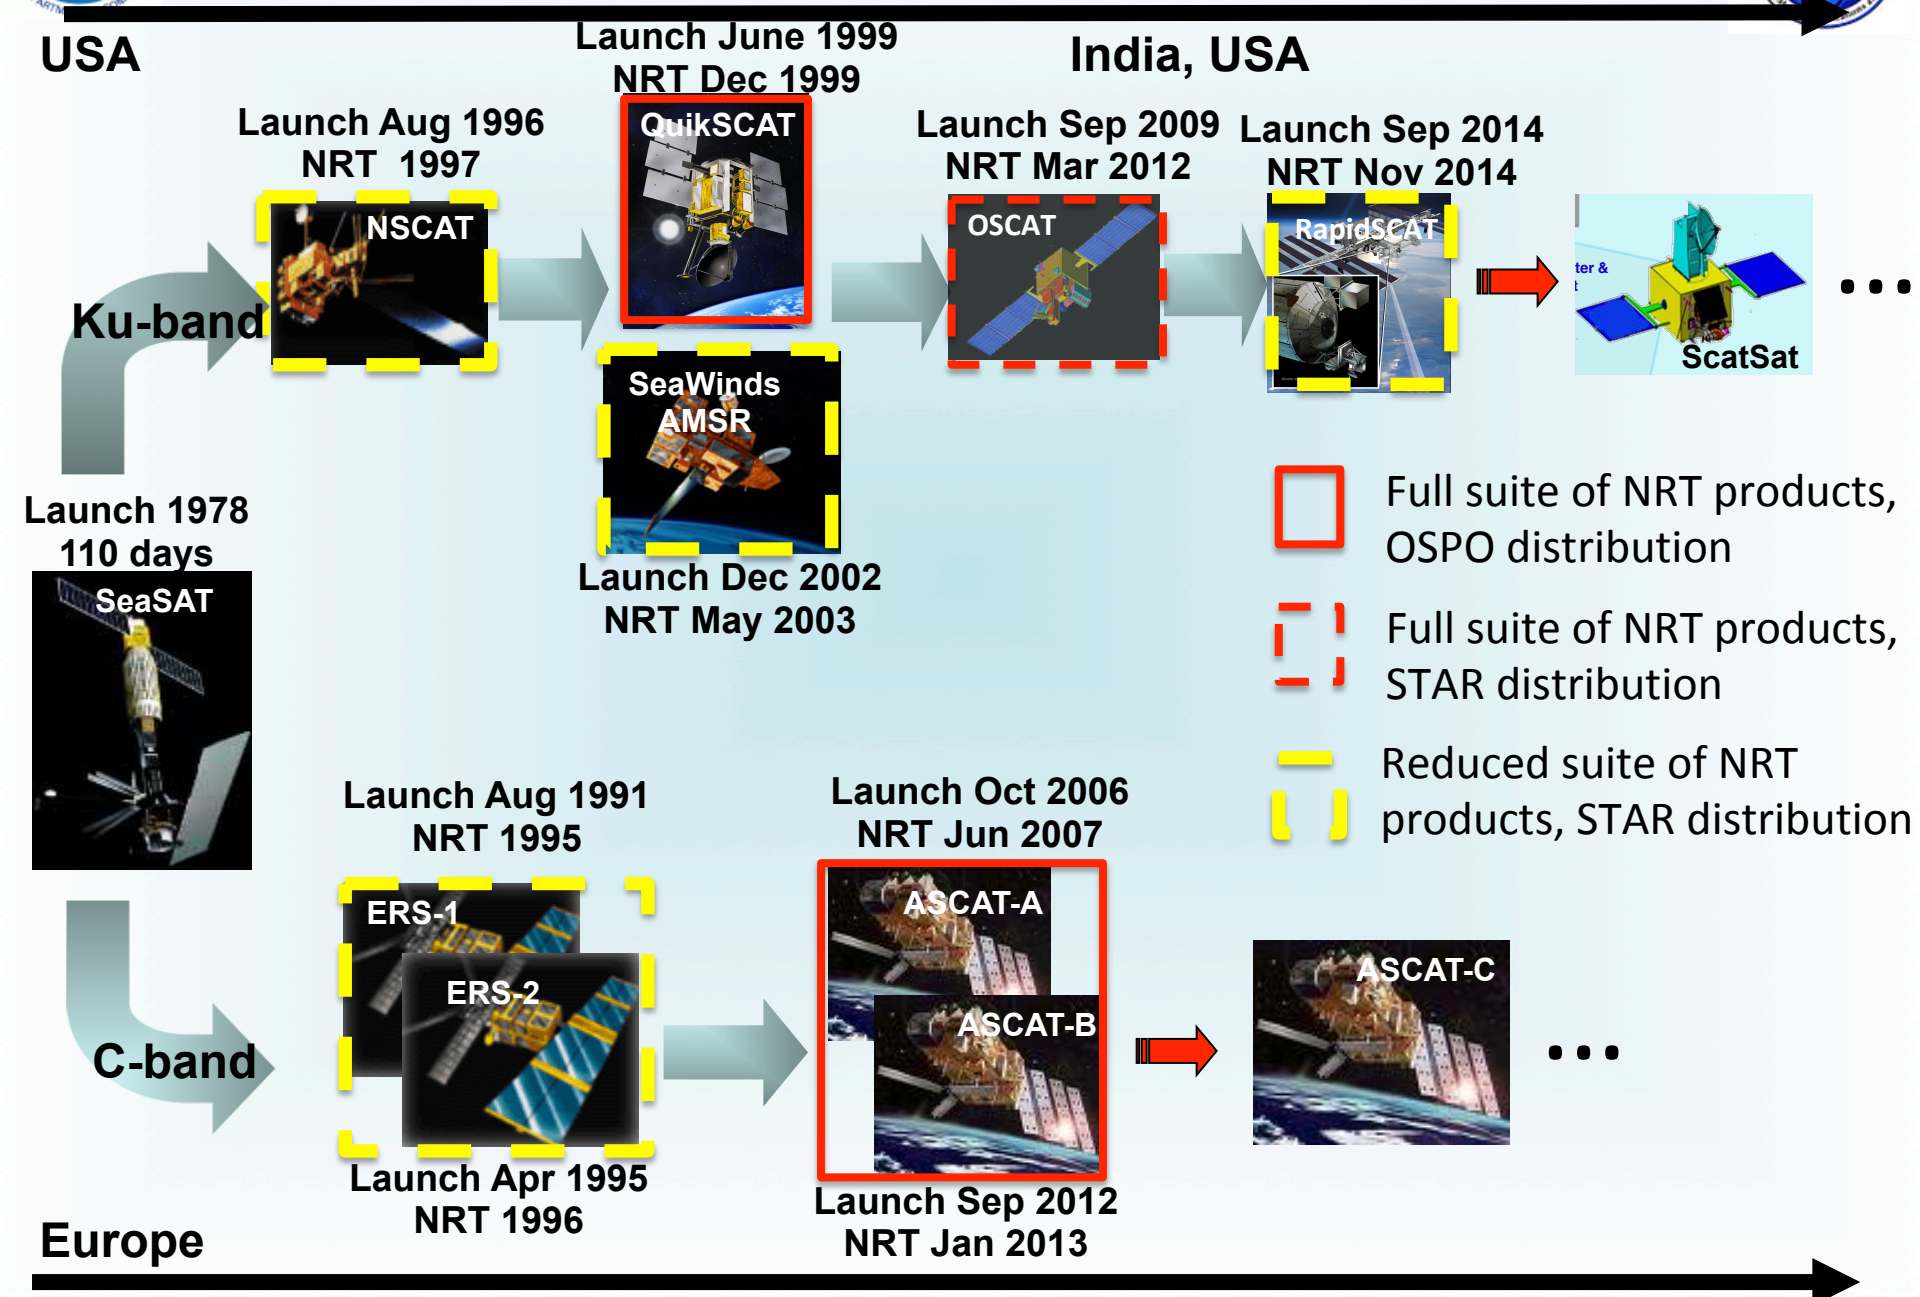 USA
India, USA
Launch June 1999
NRT Dec 1999
Launch Aug 1996
NRT 1997
Launch Sep 2009
NRT Mar 2012
Launch Sep 2014
NRT Nov 2014
NSCAT
QuikSCAT
OSCAT
RapidSCAT
ter &
t
ScatSat
...
Ku-band
SeaWinds
AMSR
Launch Dec 2002
NRT May 2003
Launch 1978
110 days
SeaSAT
Full suite of NRT products,
OSPO distribution
Full suite of NRT products,
STAR distribution
Reduced suite of NRT
products, STAR distribution
Launch Aug 1991
NRT 1995
Launch Oct 2006
NRT Jun 2007
ERS-1
ERS-2
ASCAT-A
ASCAT-B
ASCAT-C
...
C-band
Launch Apr 1995
NRT 1996
Launch Sep 2012
NRT Jan 2013
Europe